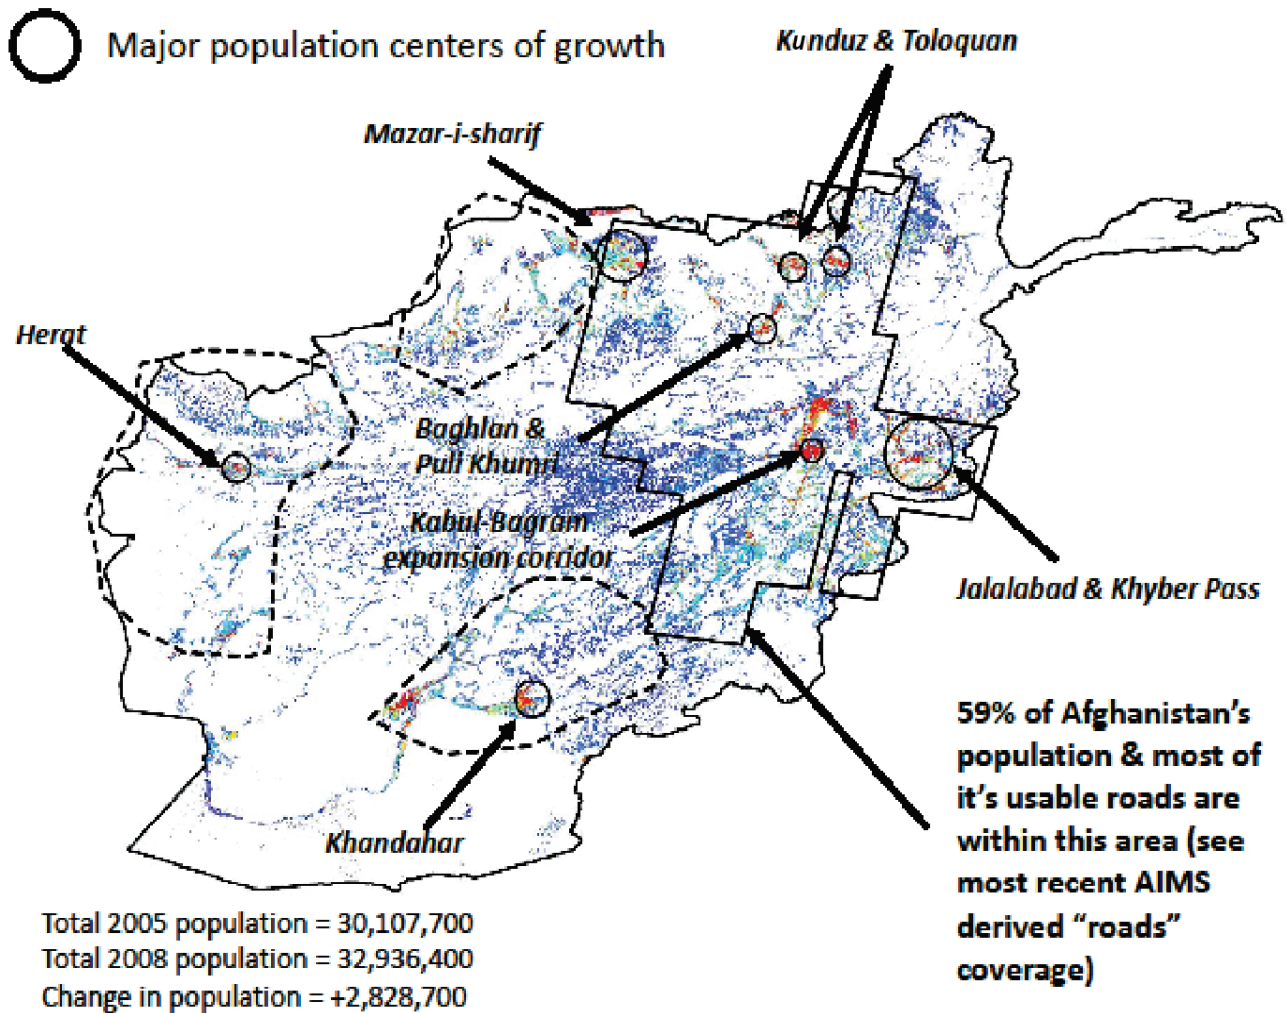 Major population centers of growth
Kunduz & Toloquan
Mazar-i-sharif
Herat
Baghlan &
Puli Khumri
Kabul-Bagram
expansion corridor
Jalalabad & Khyber Pass
Khandahar
59% of Afghanistan's
population & most of
it's usable roads are
within this area (see
most recent AIMS
derived “roads”
coverage)
Total 2005 population = 30,107,700
Total 2008 population = 32,936,400
Change in population = +2,828,700